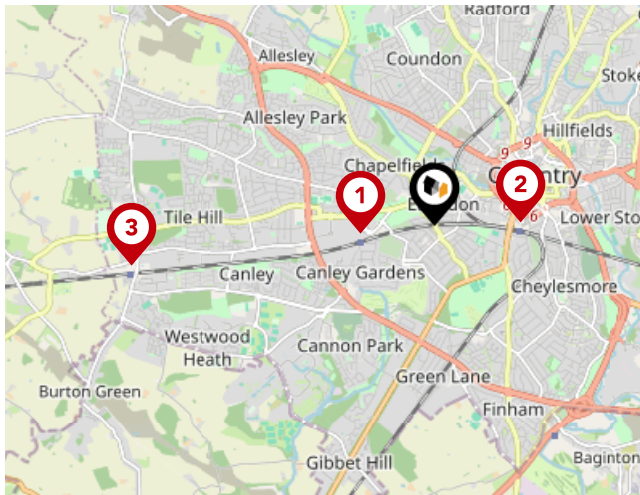 Radford
Allesley
Coundon
Stoke
Allesley Park
Hillfields
9
9
Chapelfields
Coventry
1
2
3
Earlsdon
Tile Hill
6
Lower Sto
Canley
Canley Gardens
Cheylesmore
Westwood
Heath
Cannon Park
Green Lane
Burton Green
Finham
Gibbet Hill
Baginton